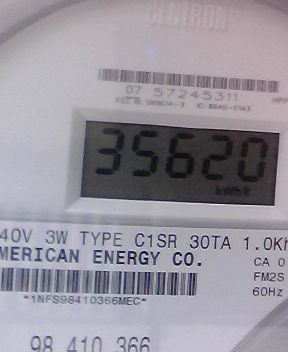 CENTRON
07 57245311
35620
kWh
40V 3W TYPE C1SR 30TA 1.0Kh
MERICAN ENERGY CO.
CA 0
FM2S
*1NFS98410366MEC*
60Hz
98 410 366